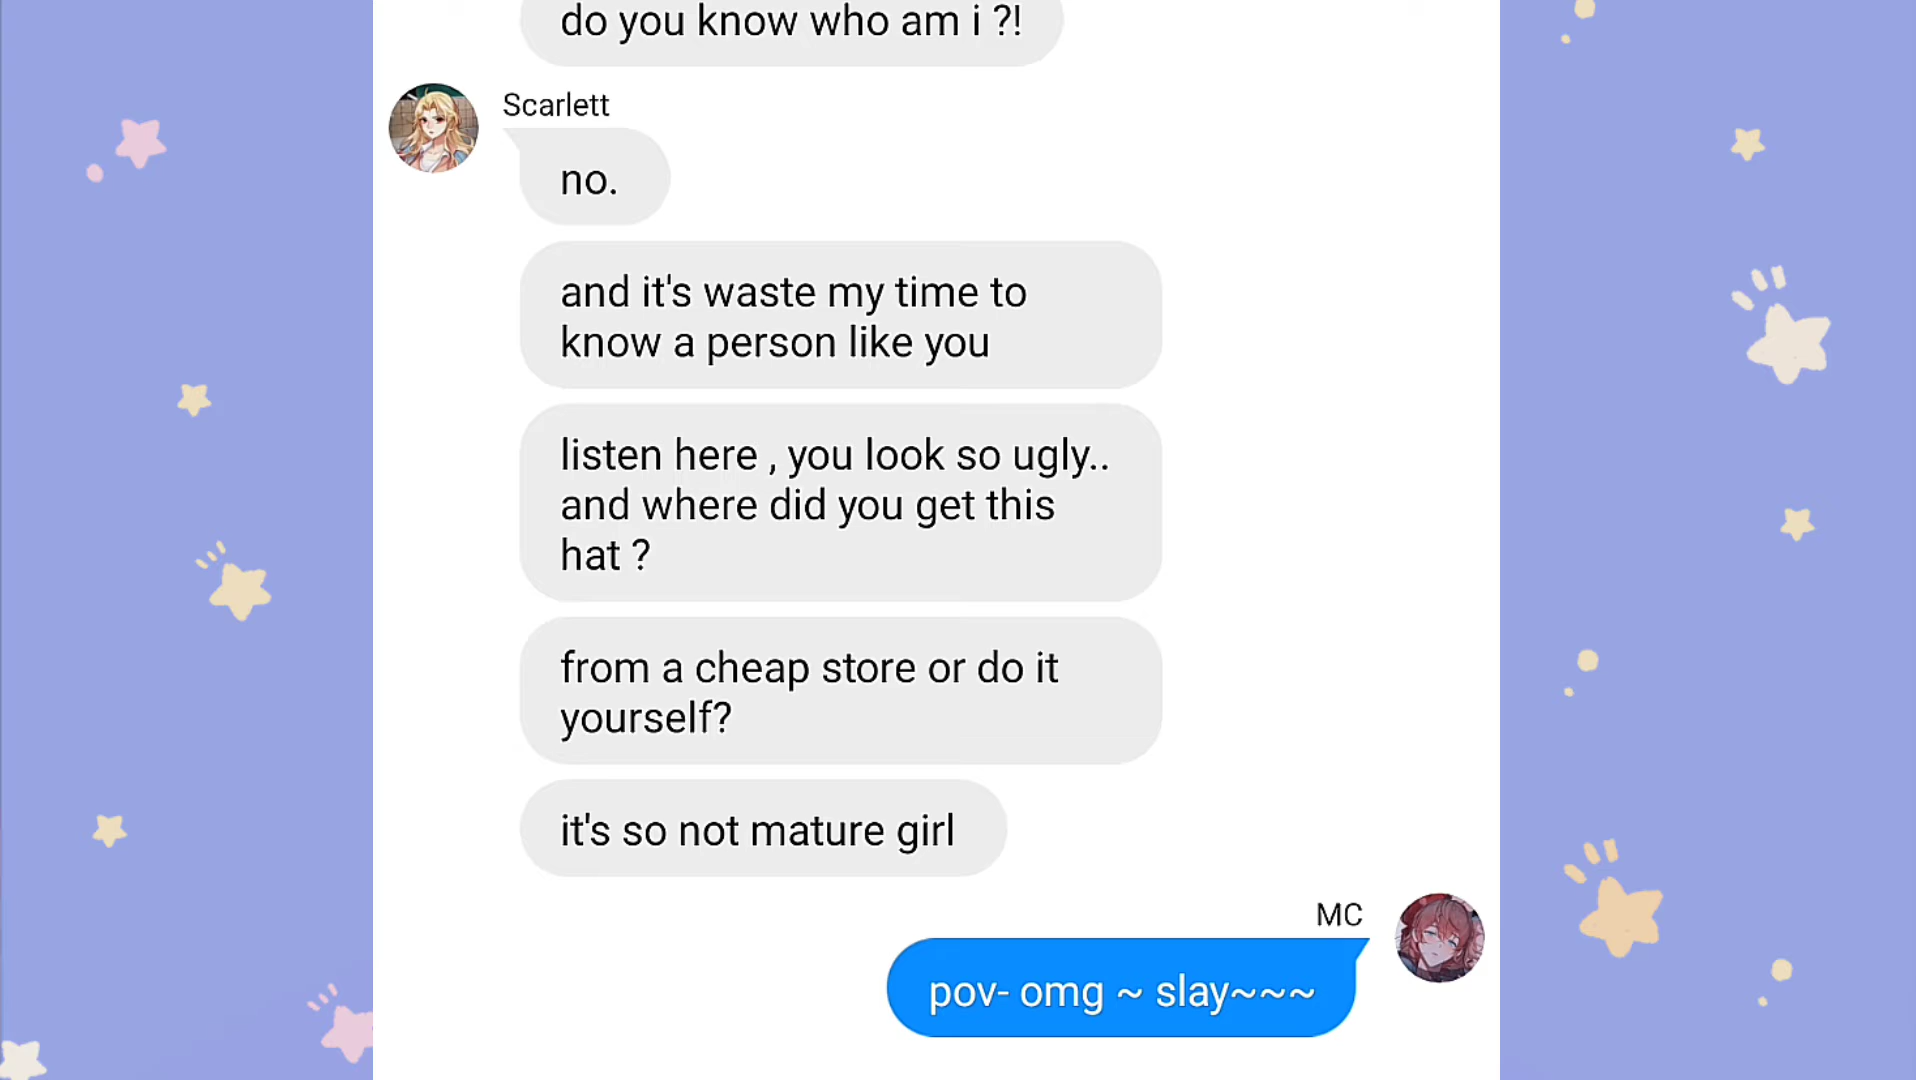 do you know who am i ?!
Scarlett
no.
and it's waste my time to
know a person like you
listen here , you look so ugly..
and where did you get this
hat ?
from a cheap store or do it
yourself?
it's so not mature girl
MC
pov- omg ~ slay~~~